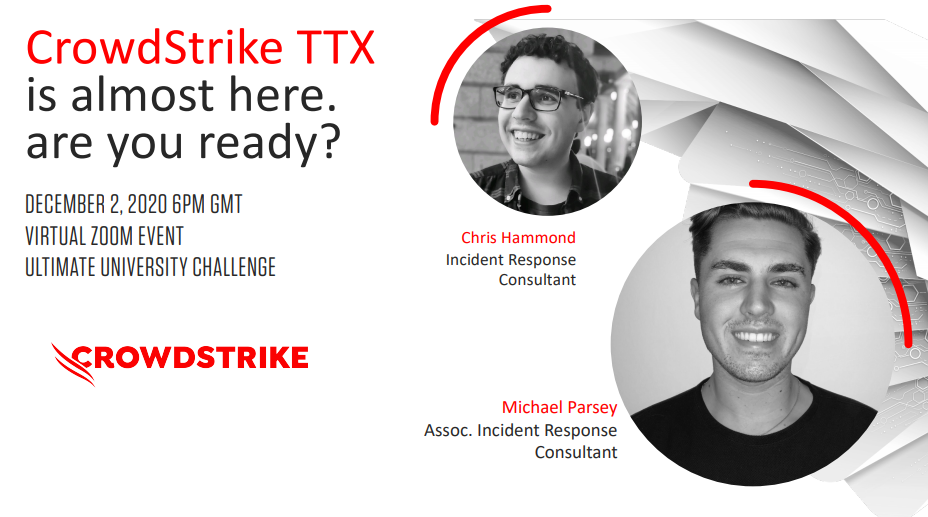 CrowdStrike TTX
is almost here.
are you ready?
DECEMBER 2, 2020 6PM GMT
VIRTUAL ZOOM EVENT
ULTIMATE UNIVERSITY CHALLENGE
CROWDSTRIKE
Chris Hammond
Incident Response
Consultant
Michael Parsey
Assoc. Incident Response
Consultant